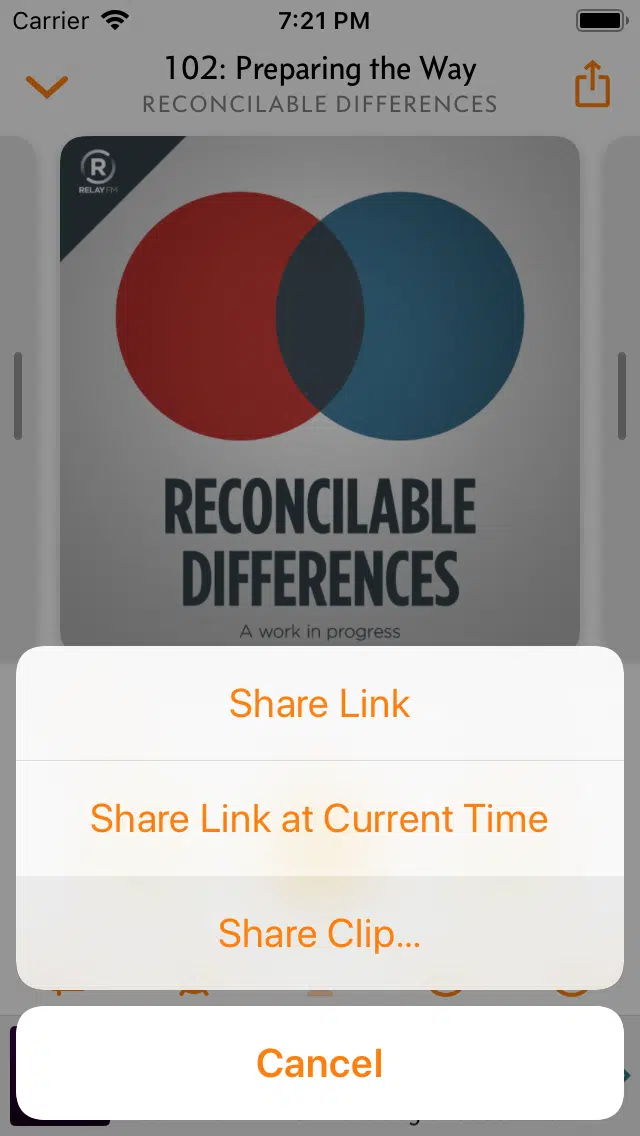 Carrier 7:21 PM
102: Preparing the Way
RECONCILABLE DIFFERENCES
R
RELAY FM
RECONCILABLE
DIFFERENCES
A work in progress
Share Link
Share Link at Current Time
Share Clip...
Cancel